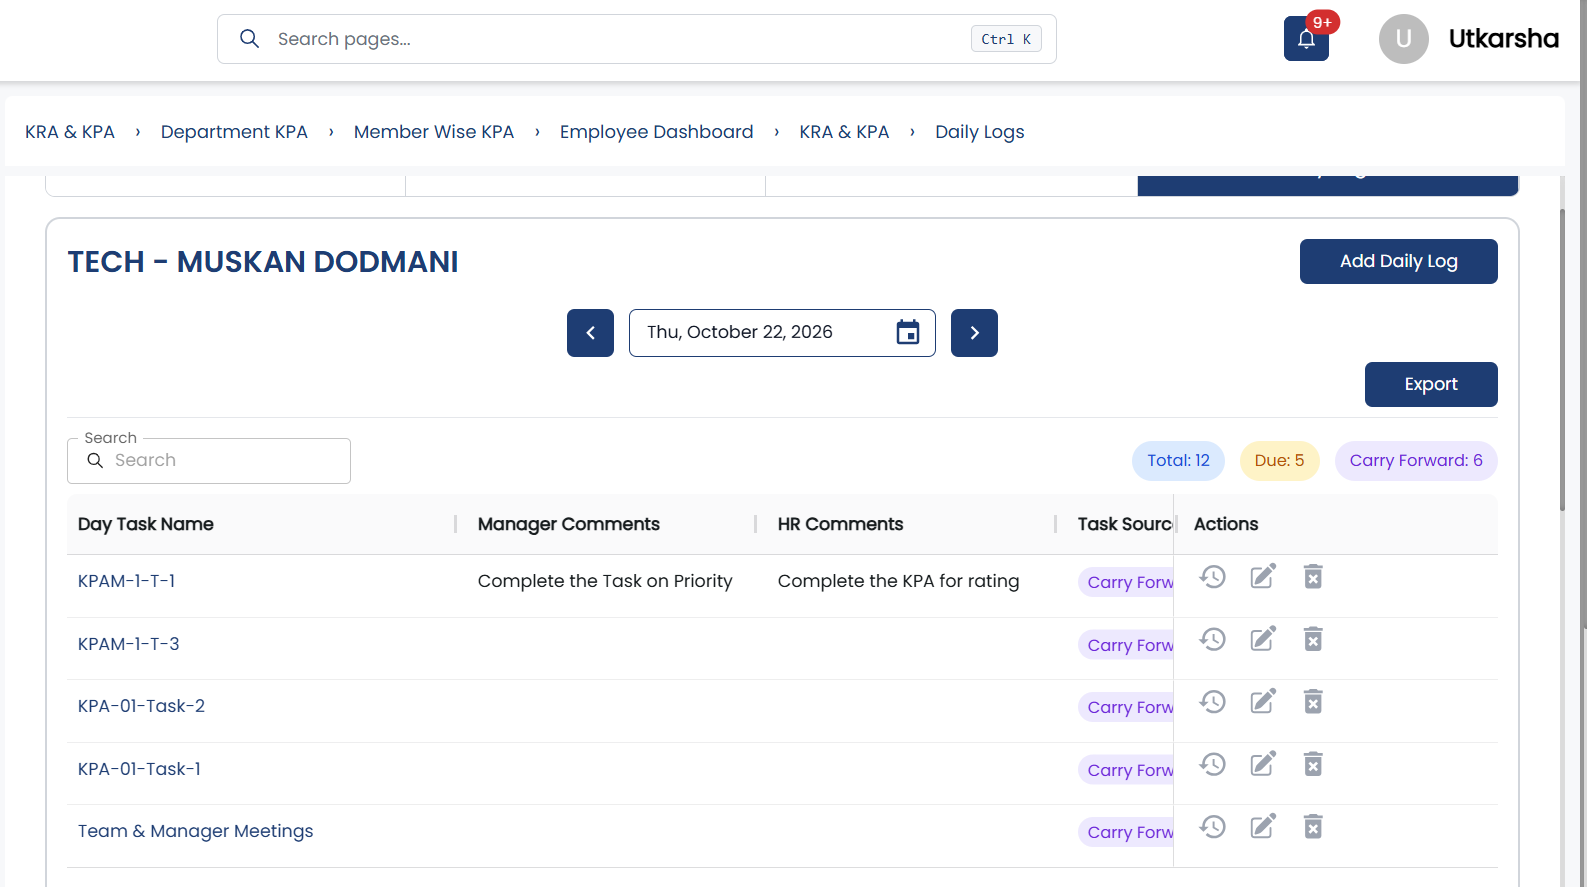 Search pages...
Ctrl K
9+
U
Utkarsha
KRA & KPA › Department KPA › Member Wise KPA › Employee Dashboard › KRA & KPA › Daily Logs
TECH - MUSKAN DODMANI
Add Daily Log
Thu, October 22, 2026
Export
Search
Search
Total: 12
Due: 5
Carry Forward: 6
Day Task Name
Manager Comments
HR Comments
Task Sourc
Actions
KPAM-1-T-1
Complete the Task on Priority
Complete the KPA for rating
Carry Forw
KPAM-1-T-3
Carry Forw
KPA-01-Task-2
Carry Forw
KPA-01-Task-1
Carry Forw
Team & Manager Meetings
Carry Forw